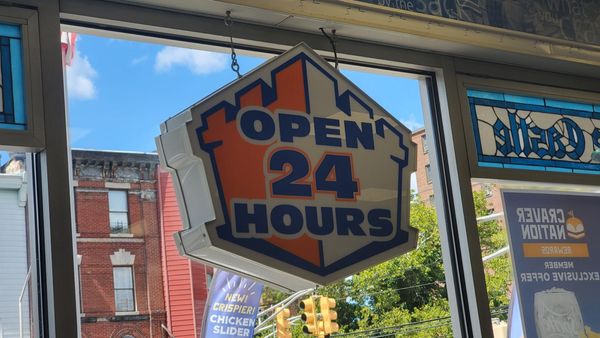 OPEN
24
HOURS
Castle
CRAVER
NATION
REWARDS
MEMBER
EXCLUSIVE
OFFER
NEW!
CRISPIER
CHICKEN
SLIDER